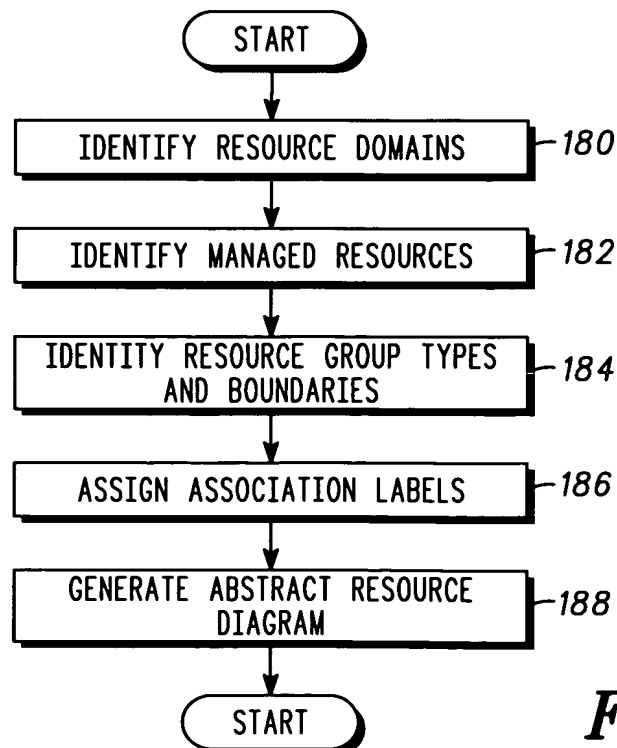 START
IDENTIFY RESOURCE DOMAINS
180
IDENTIFY MANAGED RESOURCES
182
IDENTITY RESOURCE GROUP TYPES
AND BOUNDARIES
184
ASSIGN ASSOCIATION LABELS
186
GENERATE ABSTRACT RESOURCE
DIAGRAM
188
START
F